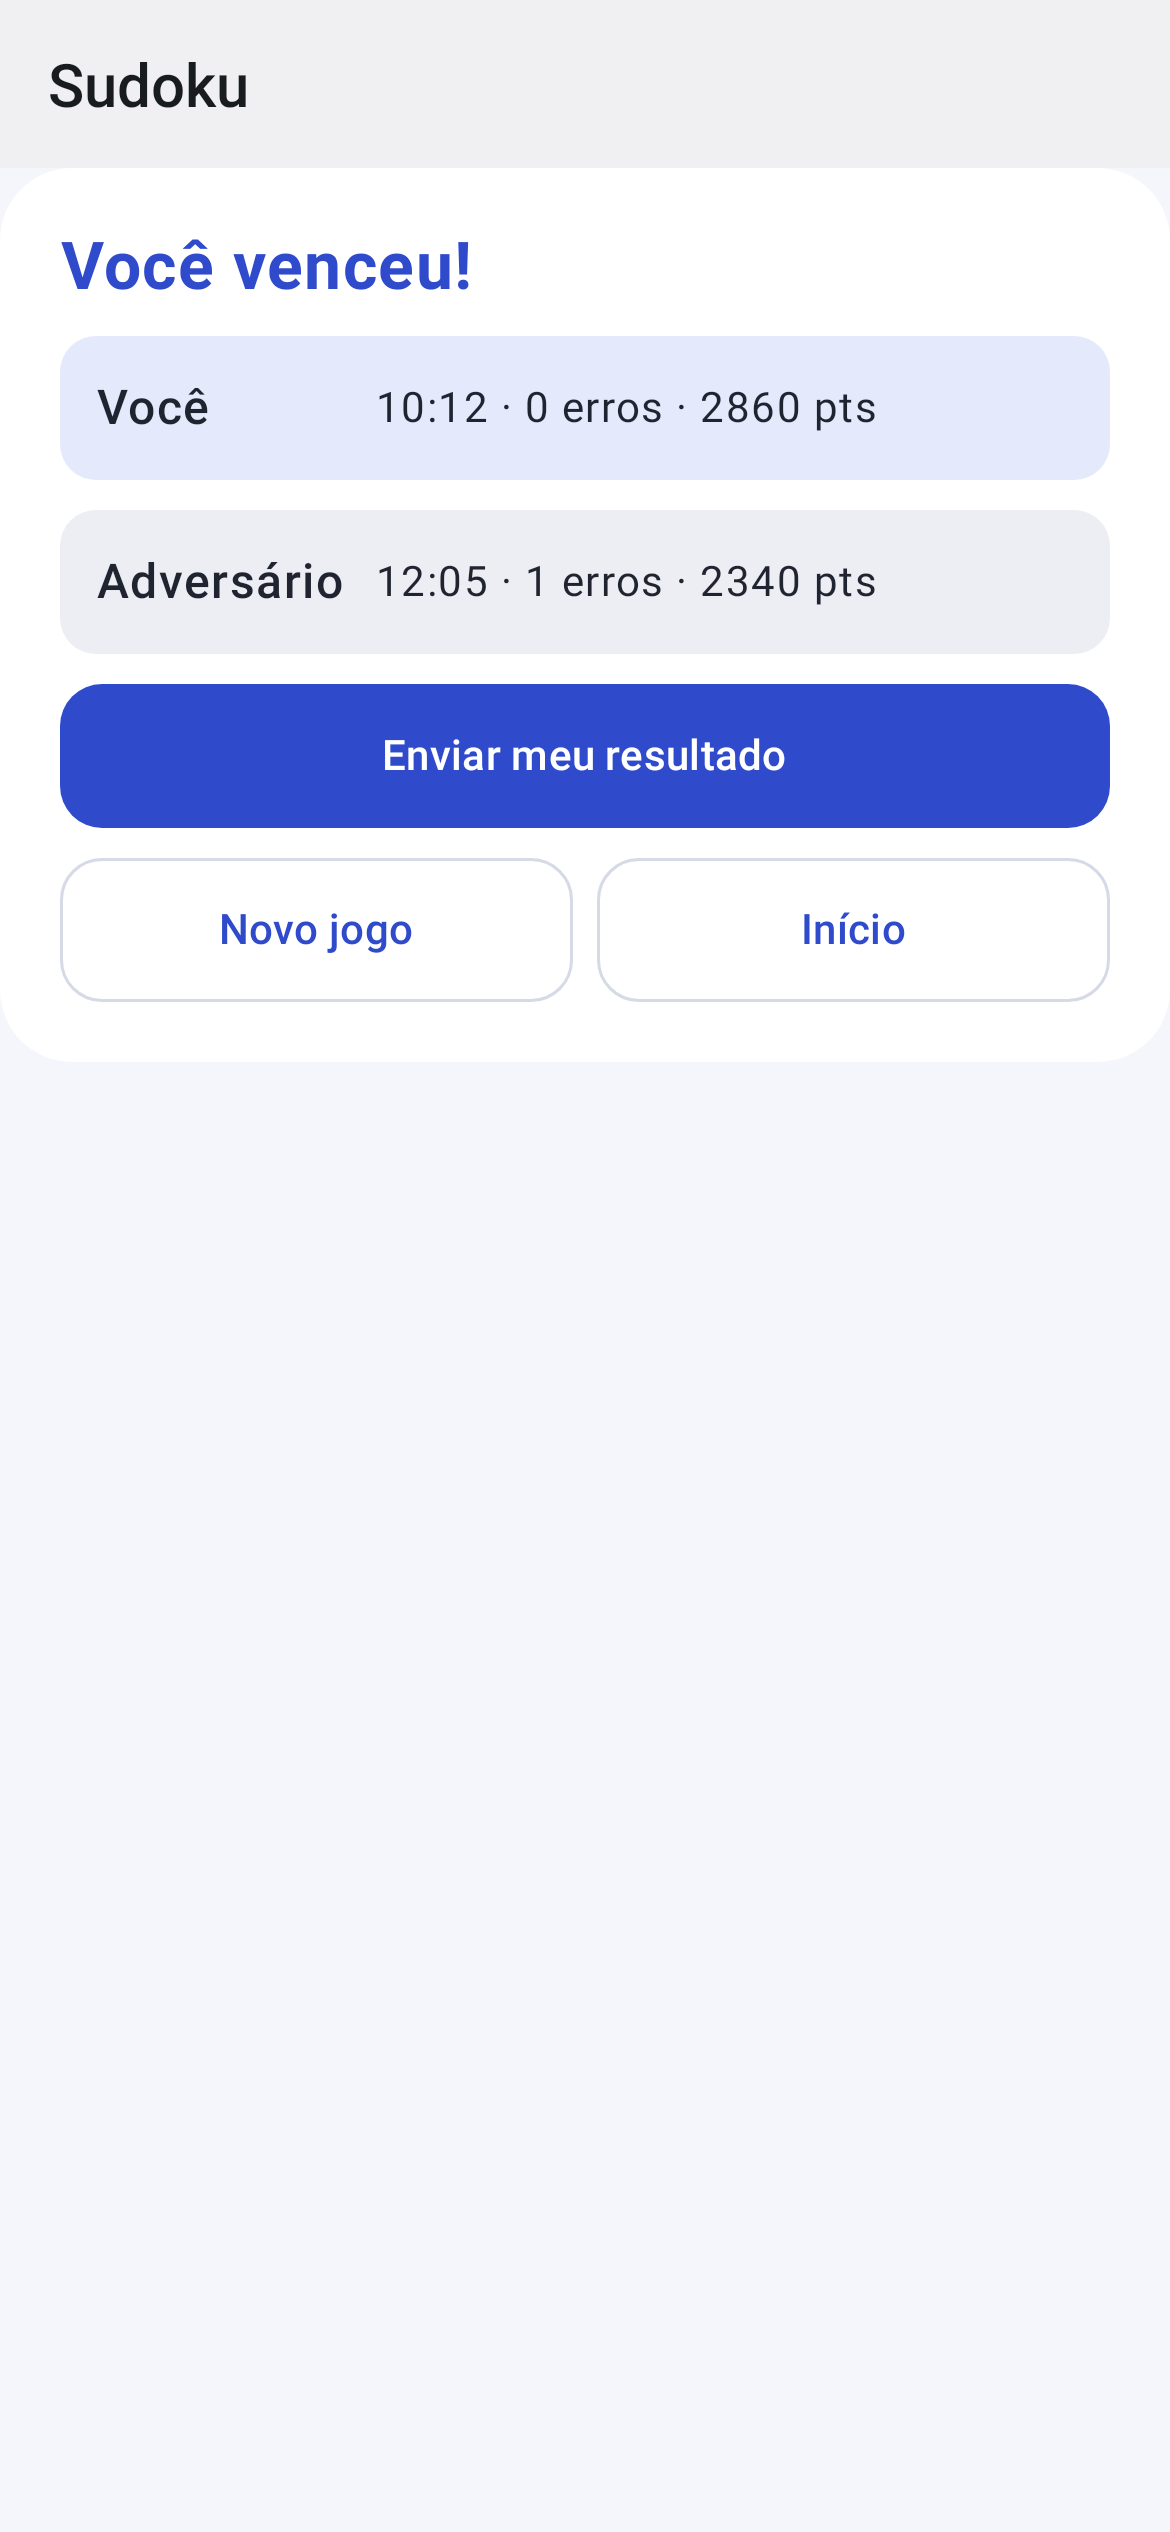 Sudoku
Você venceu!
Você 10:12 · 0 erros · 2860 pts
Adversário 12:05 · 1 erros · 2340 pts
Enviar meu resultado
Novo jogo Início